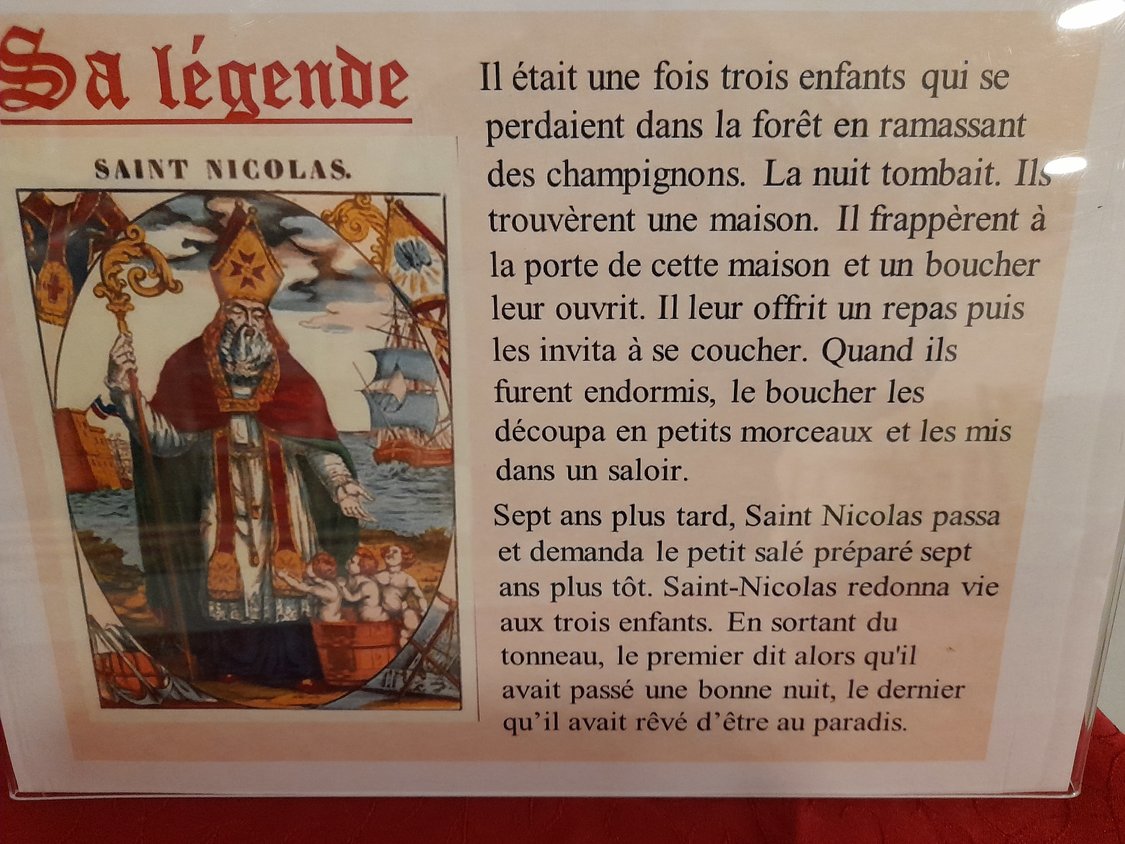 Sa légende
SAINT NICOLAS.
Il était une fois trois enfants qui se
perdaient dans la forêt en ramassant
des champignons. La nuit tombait. Ils
trouvèrent une maison. Il frappèrent à
la porte de cette maison et un boucher
leur ouvrit. Il leur offrit un repas puis
les invita à se coucher. Quand ils
furent endormis, le boucher les
découpa en petits morceaux et les mis
dans un saloir.
Sept ans plus tard, Saint Nicolas passa
et demanda le petit salé préparé sept
ans plus tôt. Saint-Nicolas redonna vie
aux trois enfants. En sortant du
tonneau, le premier dit alors qu'il
avait passé une bonne nuit, le dernier
qu’il avait rêvé d’être au paradis.